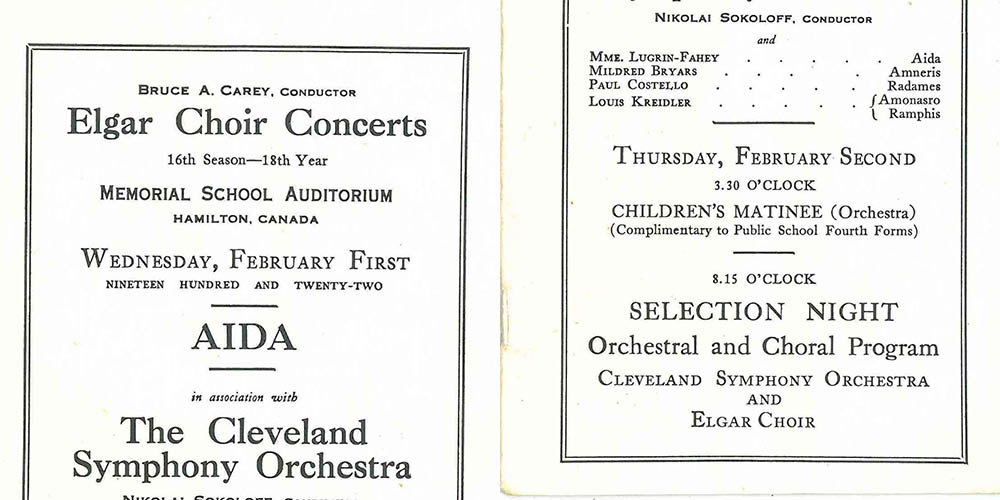 BRUCE A. CAREY, CONDUCTOR
Elgar Choir Concerts
16th Season—18th Year
MEMORIAL SCHOOL AUDITORIUM
HAMILTON, CANADA
WEDNESDAY, FEBRUARY FIRST
NINETEEN HUNDRED AND TWENTY-TWO
AIDA
in association with
The Cleveland
Symphony Orchestra
NIKOLAI SOKOLOFF, CONDUCTOR
and
MME. LUGRIN-FAHEY . . . . . Aida
MILDRED BRYARS . . . . . Amneris
PAUL COSTELLO . . . . . Radames
LOUIS KREIDLER . . . . . { Amonasro
Ramphis
THURSDAY, FEBRUARY SECOND
3.30 O'CLOCK
CHILDREN'S MATINEE (Orchestra)
(Complimentary to Public School Fourth Forms)
8.15 O'CLOCK
SELECTION NIGHT
Orchestral and Choral Program
CLEVELAND SYMPHONY ORCHESTRA
AND
ELGAR CHOIR